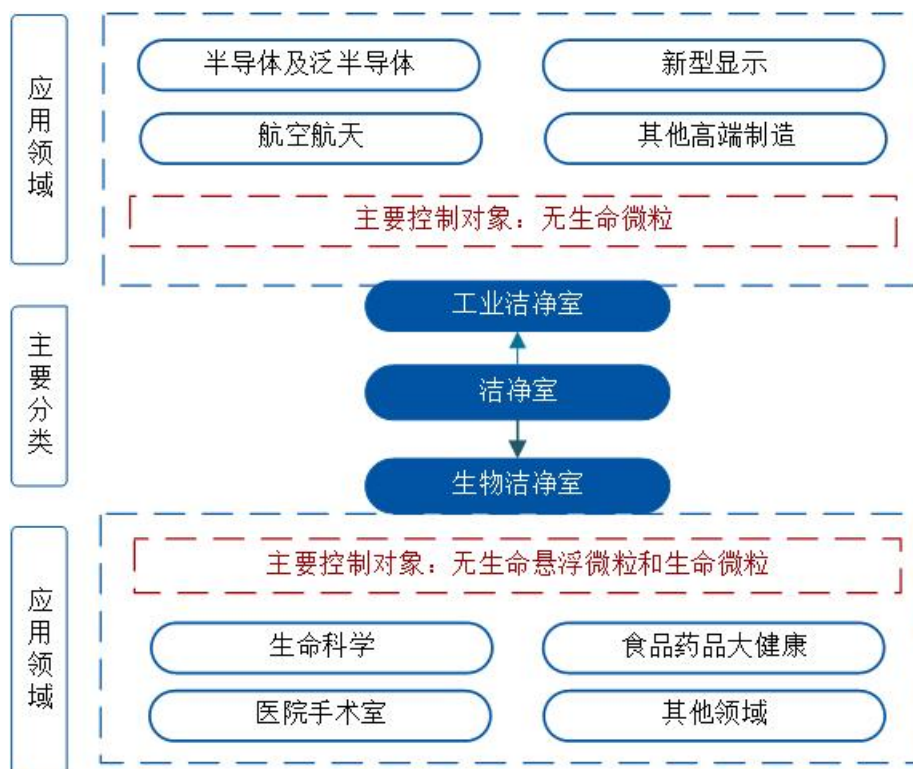 应用领域
半导体及泛半导体
新型显示
航空航天
其他高端制造
主要控制对象：无生命微粒
主要分类
工业洁净室
洁净室
生物洁净室
应用领域
主要控制对象：无生命悬浮微粒和生命微粒
生命科学
食品药品大健康
医院手术室
其他领域